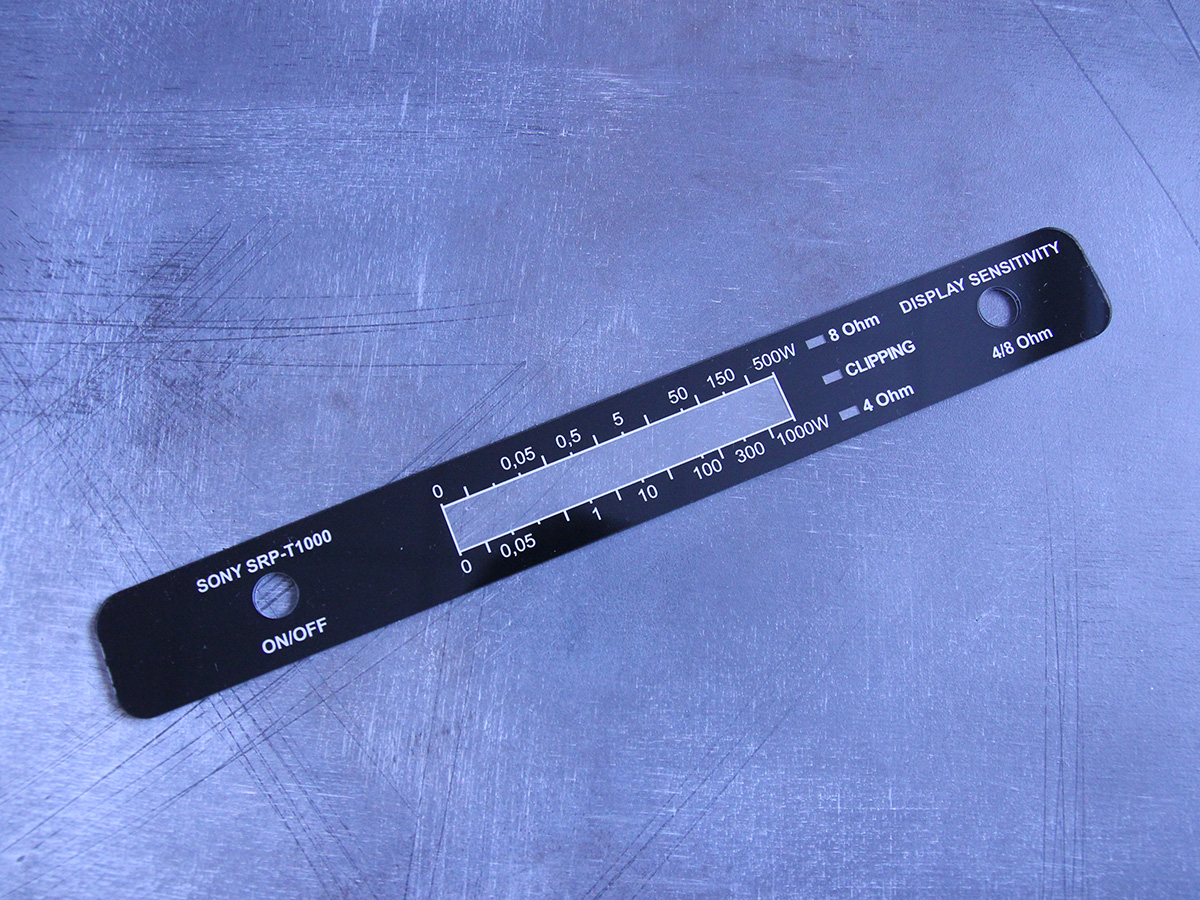 SONY SRP-T1000
ON/OFF
0 0,05 0,5 5 50 150 500W
0 0,05 1 10 100 300 1000W
8 Ohm
CLIPPING
4 Ohm
DISPLAY SENSITIVITY
4/8 Ohm